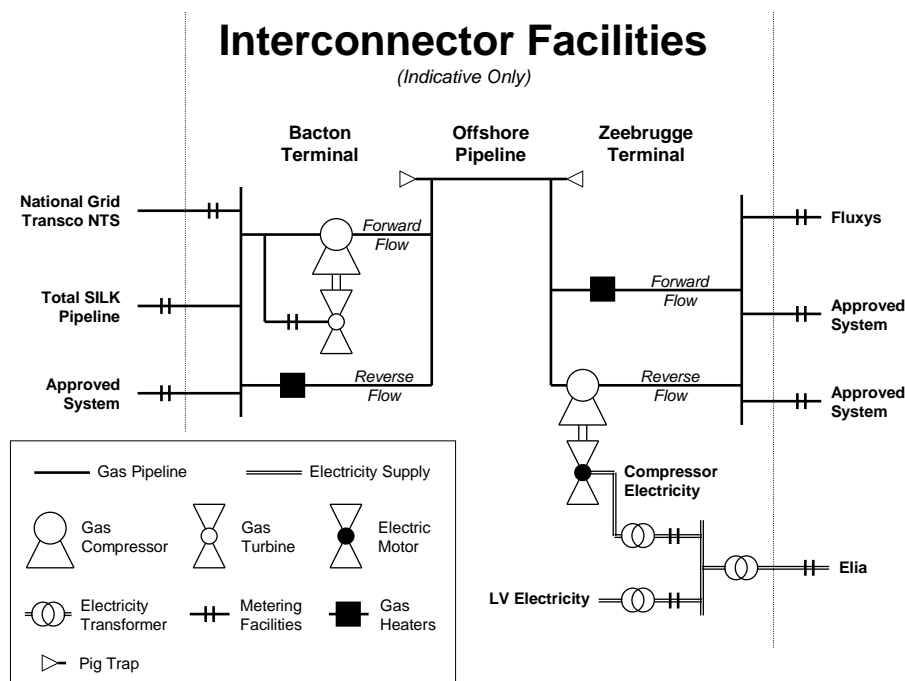 Interconnector Facilities
(Indicative Only)
Bacton
Terminal
Offshore
Pipeline
Zeebrugge
Terminal
National Grid
Transco NTS
Forward
Flow
Fluxys
Total SILK
Pipeline
Forward
Flow
Approved
System
Approved
System
Reverse
Flow
Reverse
Flow
Approved
System
Compressor
Electricity
Elia
LV Electricity
Gas Pipeline
Electricity Supply
Gas
Compressor
Gas
Turbine
Electric
Motor
Electricity
Transformer
Metering
Facilities
Gas
Heaters
Pig Trap